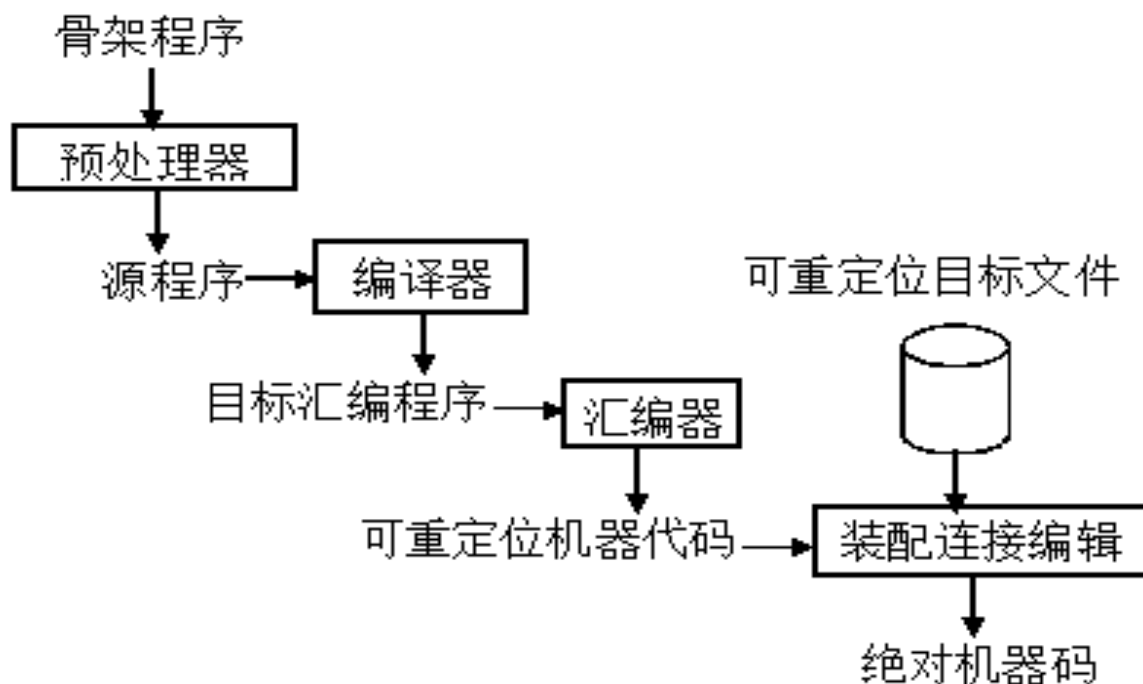 骨架程序
预处理器
源程序
编译器
可重定位目标文件
目标汇编程序
汇编器
可重定位机器代码
装配连接编辑
绝对机器码